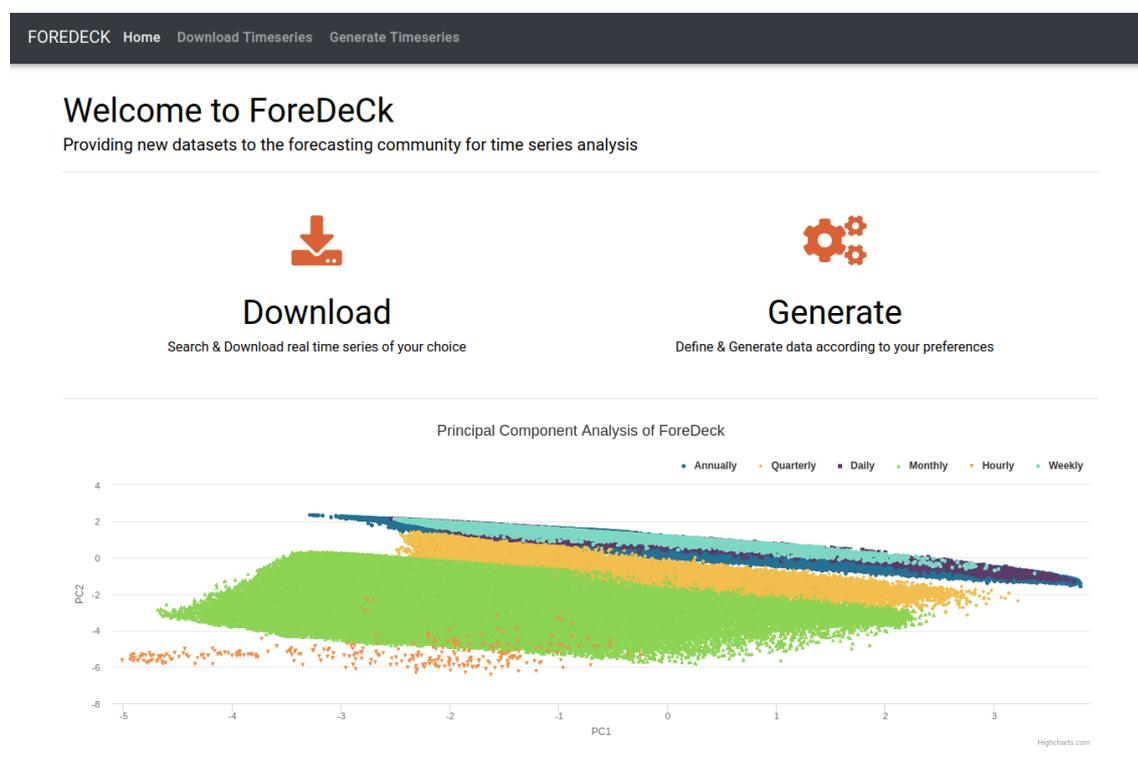 FOREDECK Home Download Timeseries Generate Timeseries
Welcome to ForeDeCk
Providing new datasets to the forecasting community for time series analysis
Download
Search & Download real time series of your choice
Generate
Define & Generate data according to your preferences
Principal Component Analysis of ForeDeck
Annually Quarterly Daily Monthly Hourly Weekly
4
2
0
-2
-4
-6
-8
PC2
-5 -4 -3 -2 -1 0 1 2 3
PC1
Highcharts.com